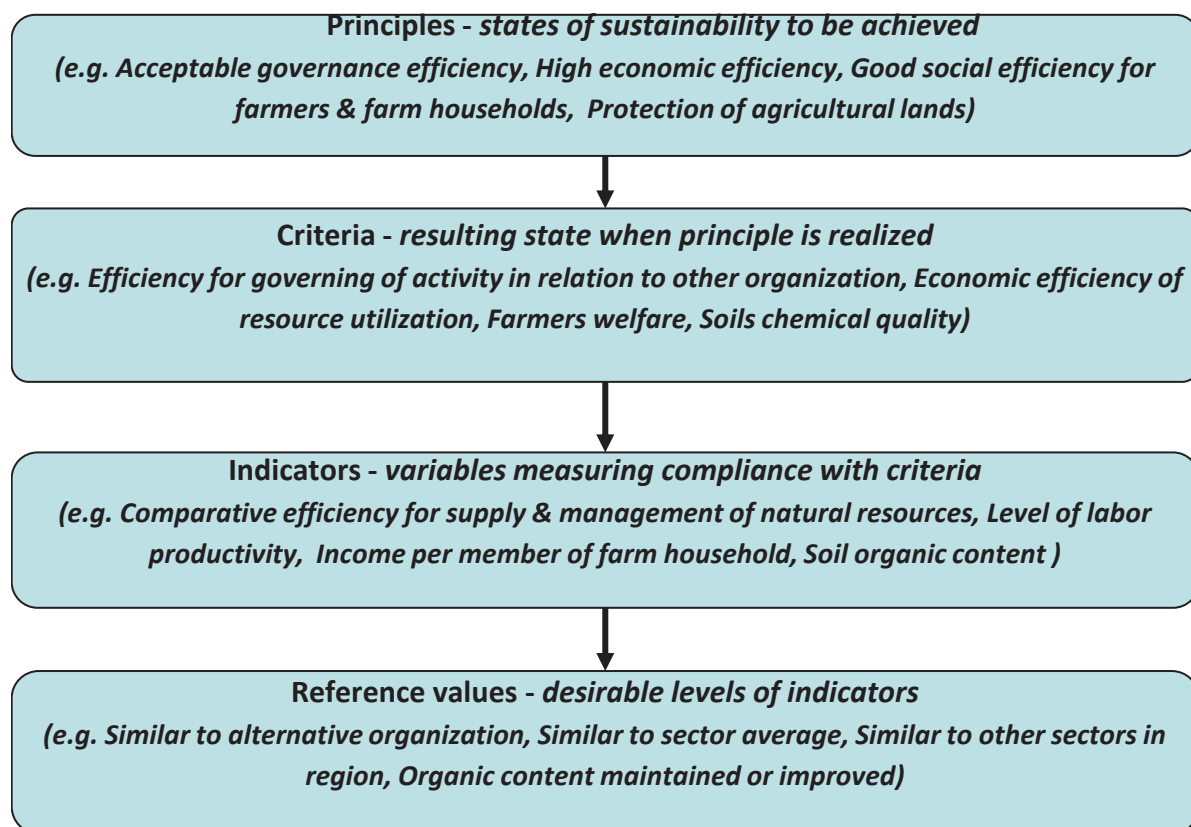 Principles - states of sustainability to be achieved
(e.g. Acceptable governance efficiency, High economic efficiency, Good social efficiency for
farmers & farm households, Protection of agricultural lands)
Criteria - resulting state when principle is realized
(e.g. Efficiency for governing of activity in relation to other organization, Economic efficiency of
resource utilization, Farmers welfare, Soils chemical quality)
Indicators - variables measuring compliance with criteria
(e.g. Comparative efficiency for supply & management of natural resources, Level of labor
productivity, Income per member of farm household, Soil organic content )
Reference values - desirable levels of indicators
(e.g. Similar to alternative organization, Similar to sector average, Similar to other sectors in
region, Organic content maintained or improved)